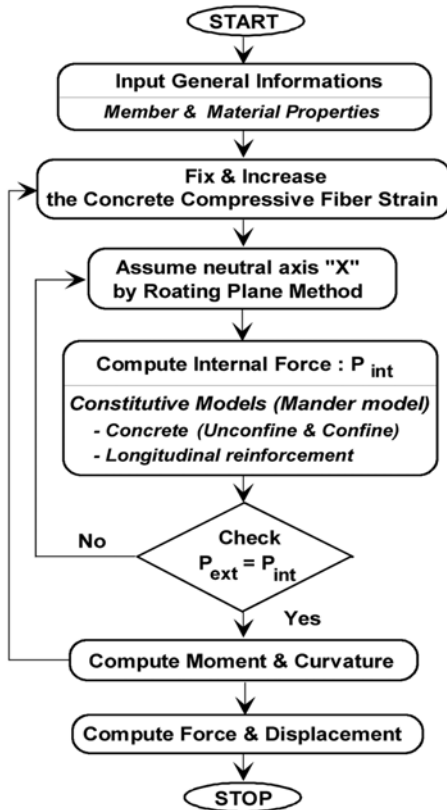 START
Input General Informations
Member & Material Properties
Fix & Increase
the Concrete Compressive Fiber Strain
Assume neutral axis "X"
by Roating Plane Method
Compute Internal Force : P int
Constitutive Models (Mander model)
- Concrete (Unconfine & Confine)
- Longitudinal reinforcement
No
Check
Pext = Pint
Yes
Compute Moment & Curvature
Compute Force & Displacement
STOP